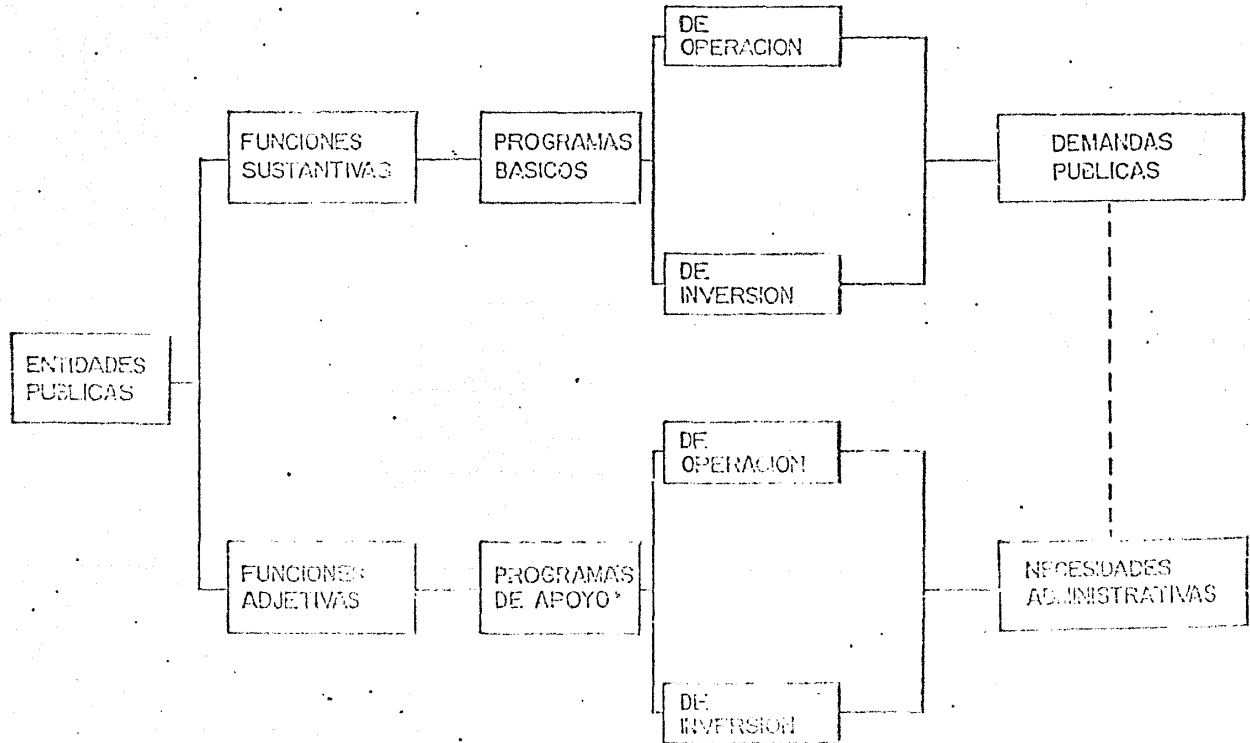 DE
OPERACION
FUNCIONES
SUSTANTIVAS
PROGRAMAS
BASICOS
DEMANDAS
PUBLICAS
DE
INVERSION
ENTIDADES
PUBLICAS
DE
OPERACION
FUNCIONES
ADJETIVAS
PROGRAMAS
DE APOYO
NECESIDADES
ADMINISTRATIVAS
DE
INVERSION